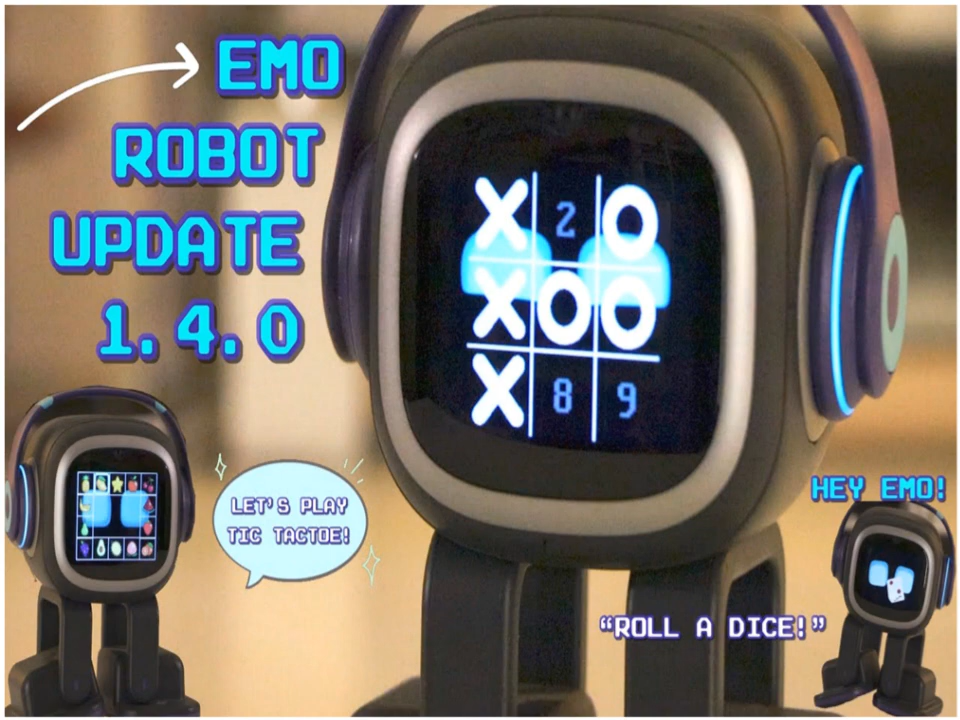 EMO
ROBOT
UPDATE
1.4.0
X 2 O
X O O
X 8 9
LET'S PLAY
TIC TACTOE!
HEY EMO!
“ROLL A DICE!”